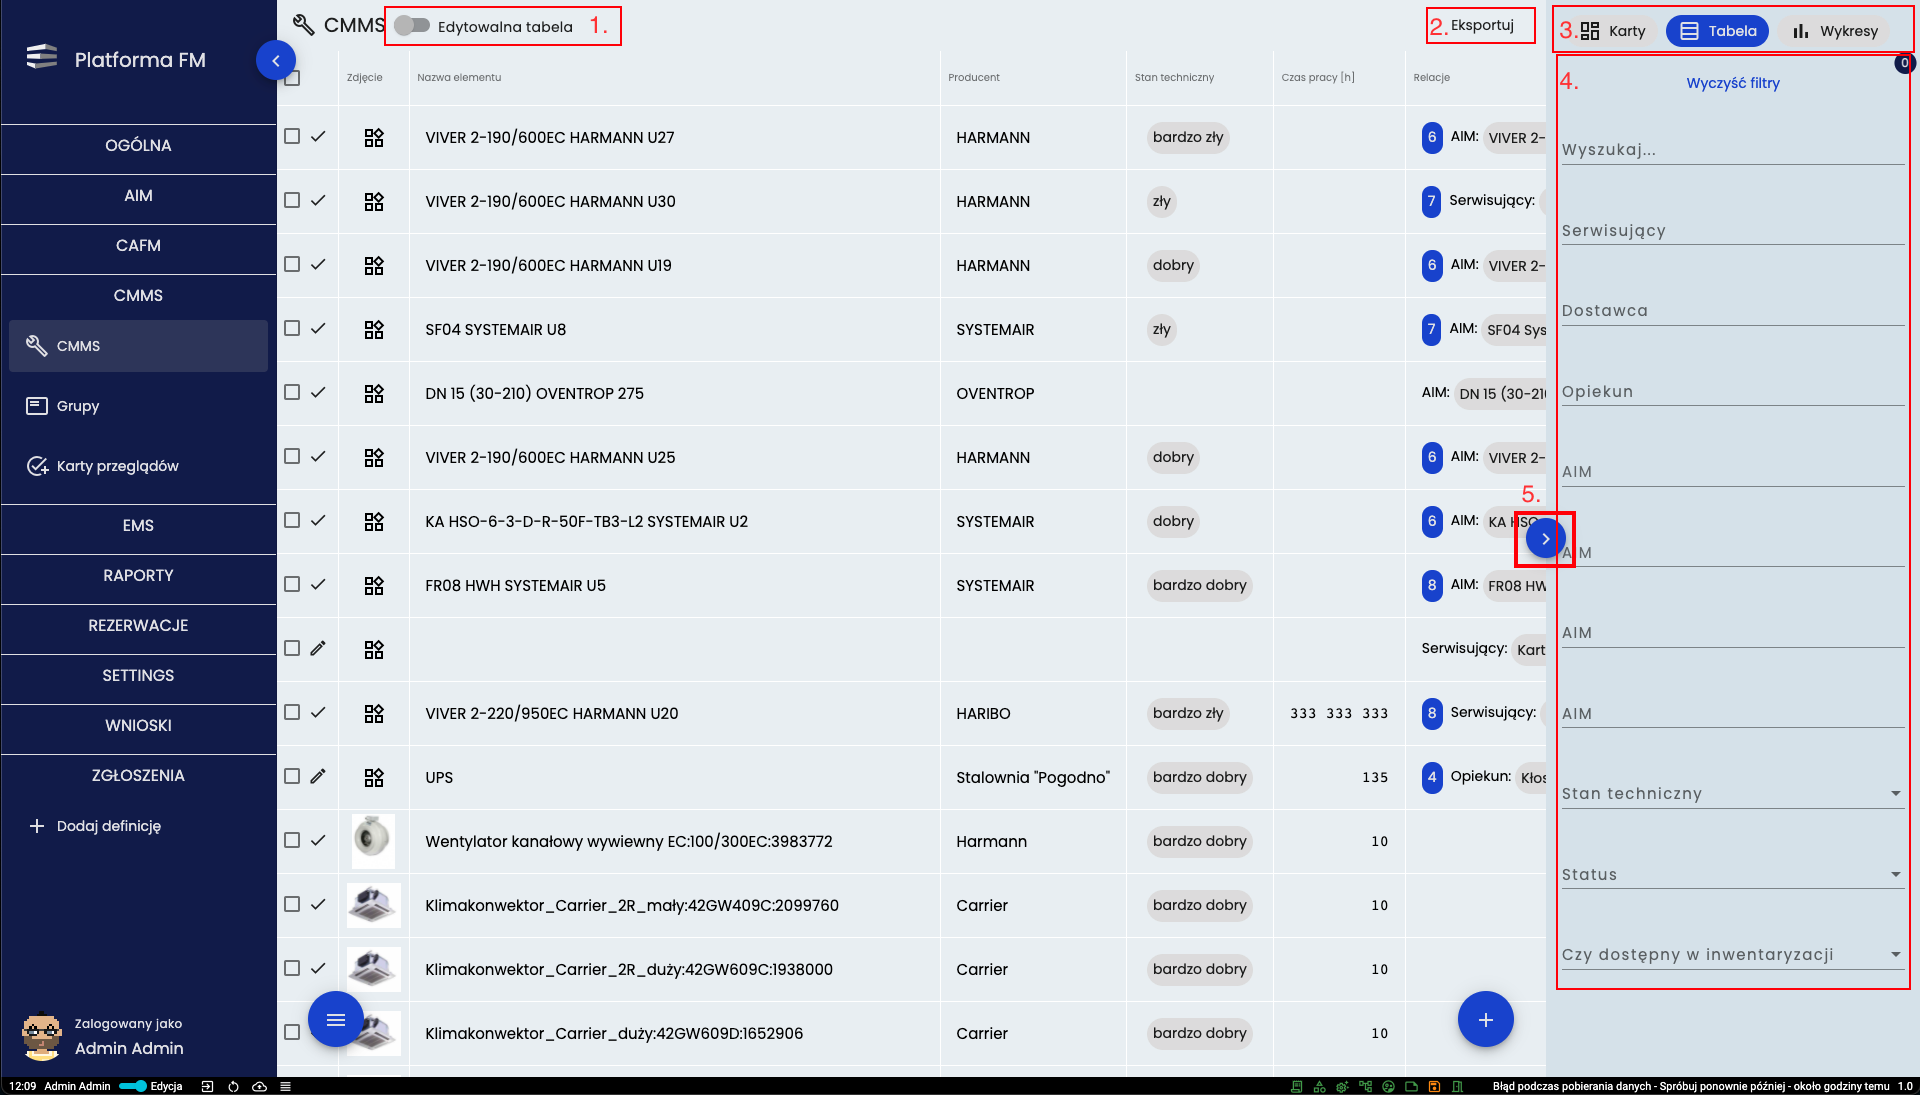 Platforma FM
OGÓLNA
AIM
CAFM
CMMS
CMMS
Grupy
Karty przeglądów
EMS
RAPORTY
REZERWACJE
SETTINGS
WNIOSKI
ZGŁOSZENIA
Dodaj definicję
Zalogowany jako
Admin Admin
CMMS Edytowalna tabela 1.
2. Eksportuj
3. Karty Tabela Wykresy
Zdjęcie Nazwa elementu Producent Stan techniczny Czas pracy [h] Relacje
VIVER 2-190/600EC HARMANN U27 HARMANN bardzo zły 6 AIM: VIVER 2-
VIVER 2-190/600EC HARMANN U30 HARMANN zły 7 Serwisujący:
VIVER 2-190/600EC HARMANN U19 HARMANN dobry 6 AIM: VIVER 2-
SF04 SYSTEMAIR U8 SYSTEMAIR zły 7 AIM: SF04 Sys
DN 15 (30-210) OVENTROP 275 OVENTROP AIM: DN 15 (30-210
VIVER 2-190/600EC HARMANN U25 HARMANN dobry 6 AIM: VIVER 2-
KA HSO-6-3-D-R-50F-TB3-L2 SYSTEMAIR U2 SYSTEMAIR dobry 6 AIM: KA HSO-
FR08 HWH SYSTEMAIR U5 SYSTEMAIR bardzo dobry 8 AIM: FR08 HW
Serwisujący: Kart
VIVER 2-220/950EC HARMANN U20 HARIBO bardzo zły 333 333 333 8 Serwisujący:
UPS Stalownia "Pogodno" bardzo dobry 135 4 Opiekun: Kłos
Wentylator kanałowy wywiewny EC:100/300EC:3983772 Harmann bardzo dobry 10
Klimakonwektor_Carrier_2R_mały:42GW409C:2099760 Carrier bardzo dobry 10
Klimakonwektor_Carrier_2R_duży:42GW609C:1938000 Carrier bardzo dobry 10
Klimakonwektor_Carrier_duży:42GW609D:1652906 Carrier bardzo dobry 10
5.
0
4. Wyczyść filtry
Wyszukaj...
Serwisujący
Dostawca
Opiekun
AIM
AIM
AIM
AIM
Stan techniczny
Status
Czy dostępny w inwentaryzacji
12:09 Admin Admin Edycja
Błąd podczas pobierania danych - Spróbuj ponownie później - około godziny temu 1.0